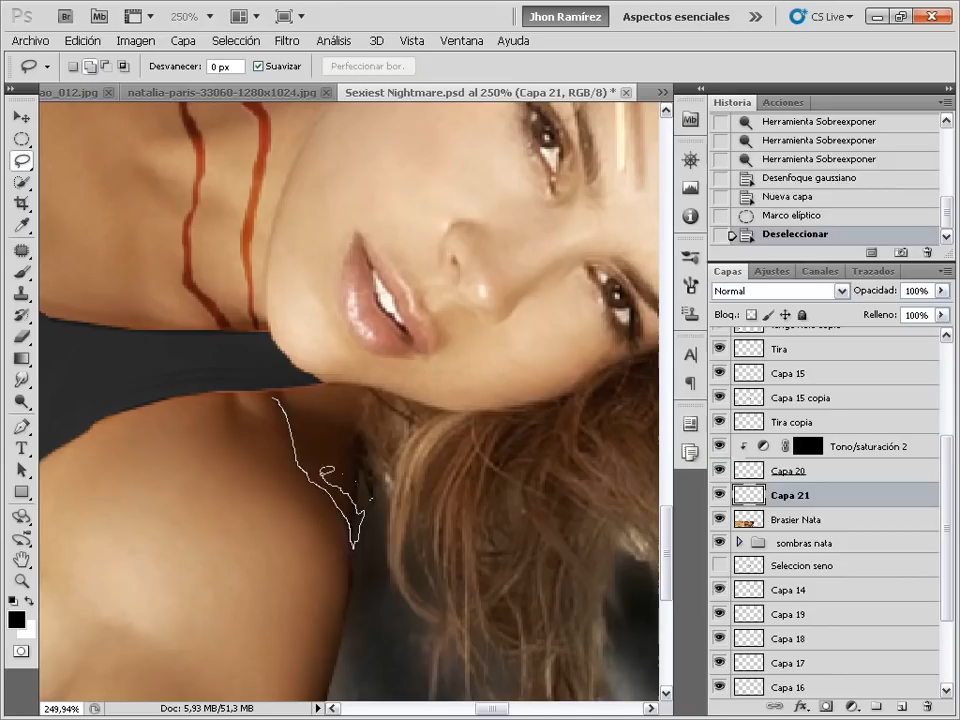 Ps Br Mb 250% Jhon Ramírez Aspectos esenciales CS Live
Archivo Edición Imagen Capa Selección Filtro Análisis 3D Vista Ventana Ayuda
Desvanecer: 0 px Suavizar Perfeccionar bor.
ao_012.jpg natalia-paris-33060-1280x1024.jpg Sexiest Nightmare.psd al 250% (Capa 21, RGB/8) *
Historia Acciones
Herramienta Sobreexponer
Herramienta Sobreexponer
Herramienta Sobreexponer
Desenfoque gaussiano
Nueva capa
Marco elíptico
Deseleccionar
Capas Ajustes Canales Trazados
Normal Opacidad: 100%
Bloq.: Relleno: 100%
Tira
Capa 15
Capa 15 copia
Tira copia
Tono/saturación 2
Capa 20
Capa 21
Brasier Nata
sombras nata
Seleccion seno
Capa 14
Capa 19
Capa 18
Capa 17
Capa 16
249,94% Doc: 5,93 MB/51,3 MB